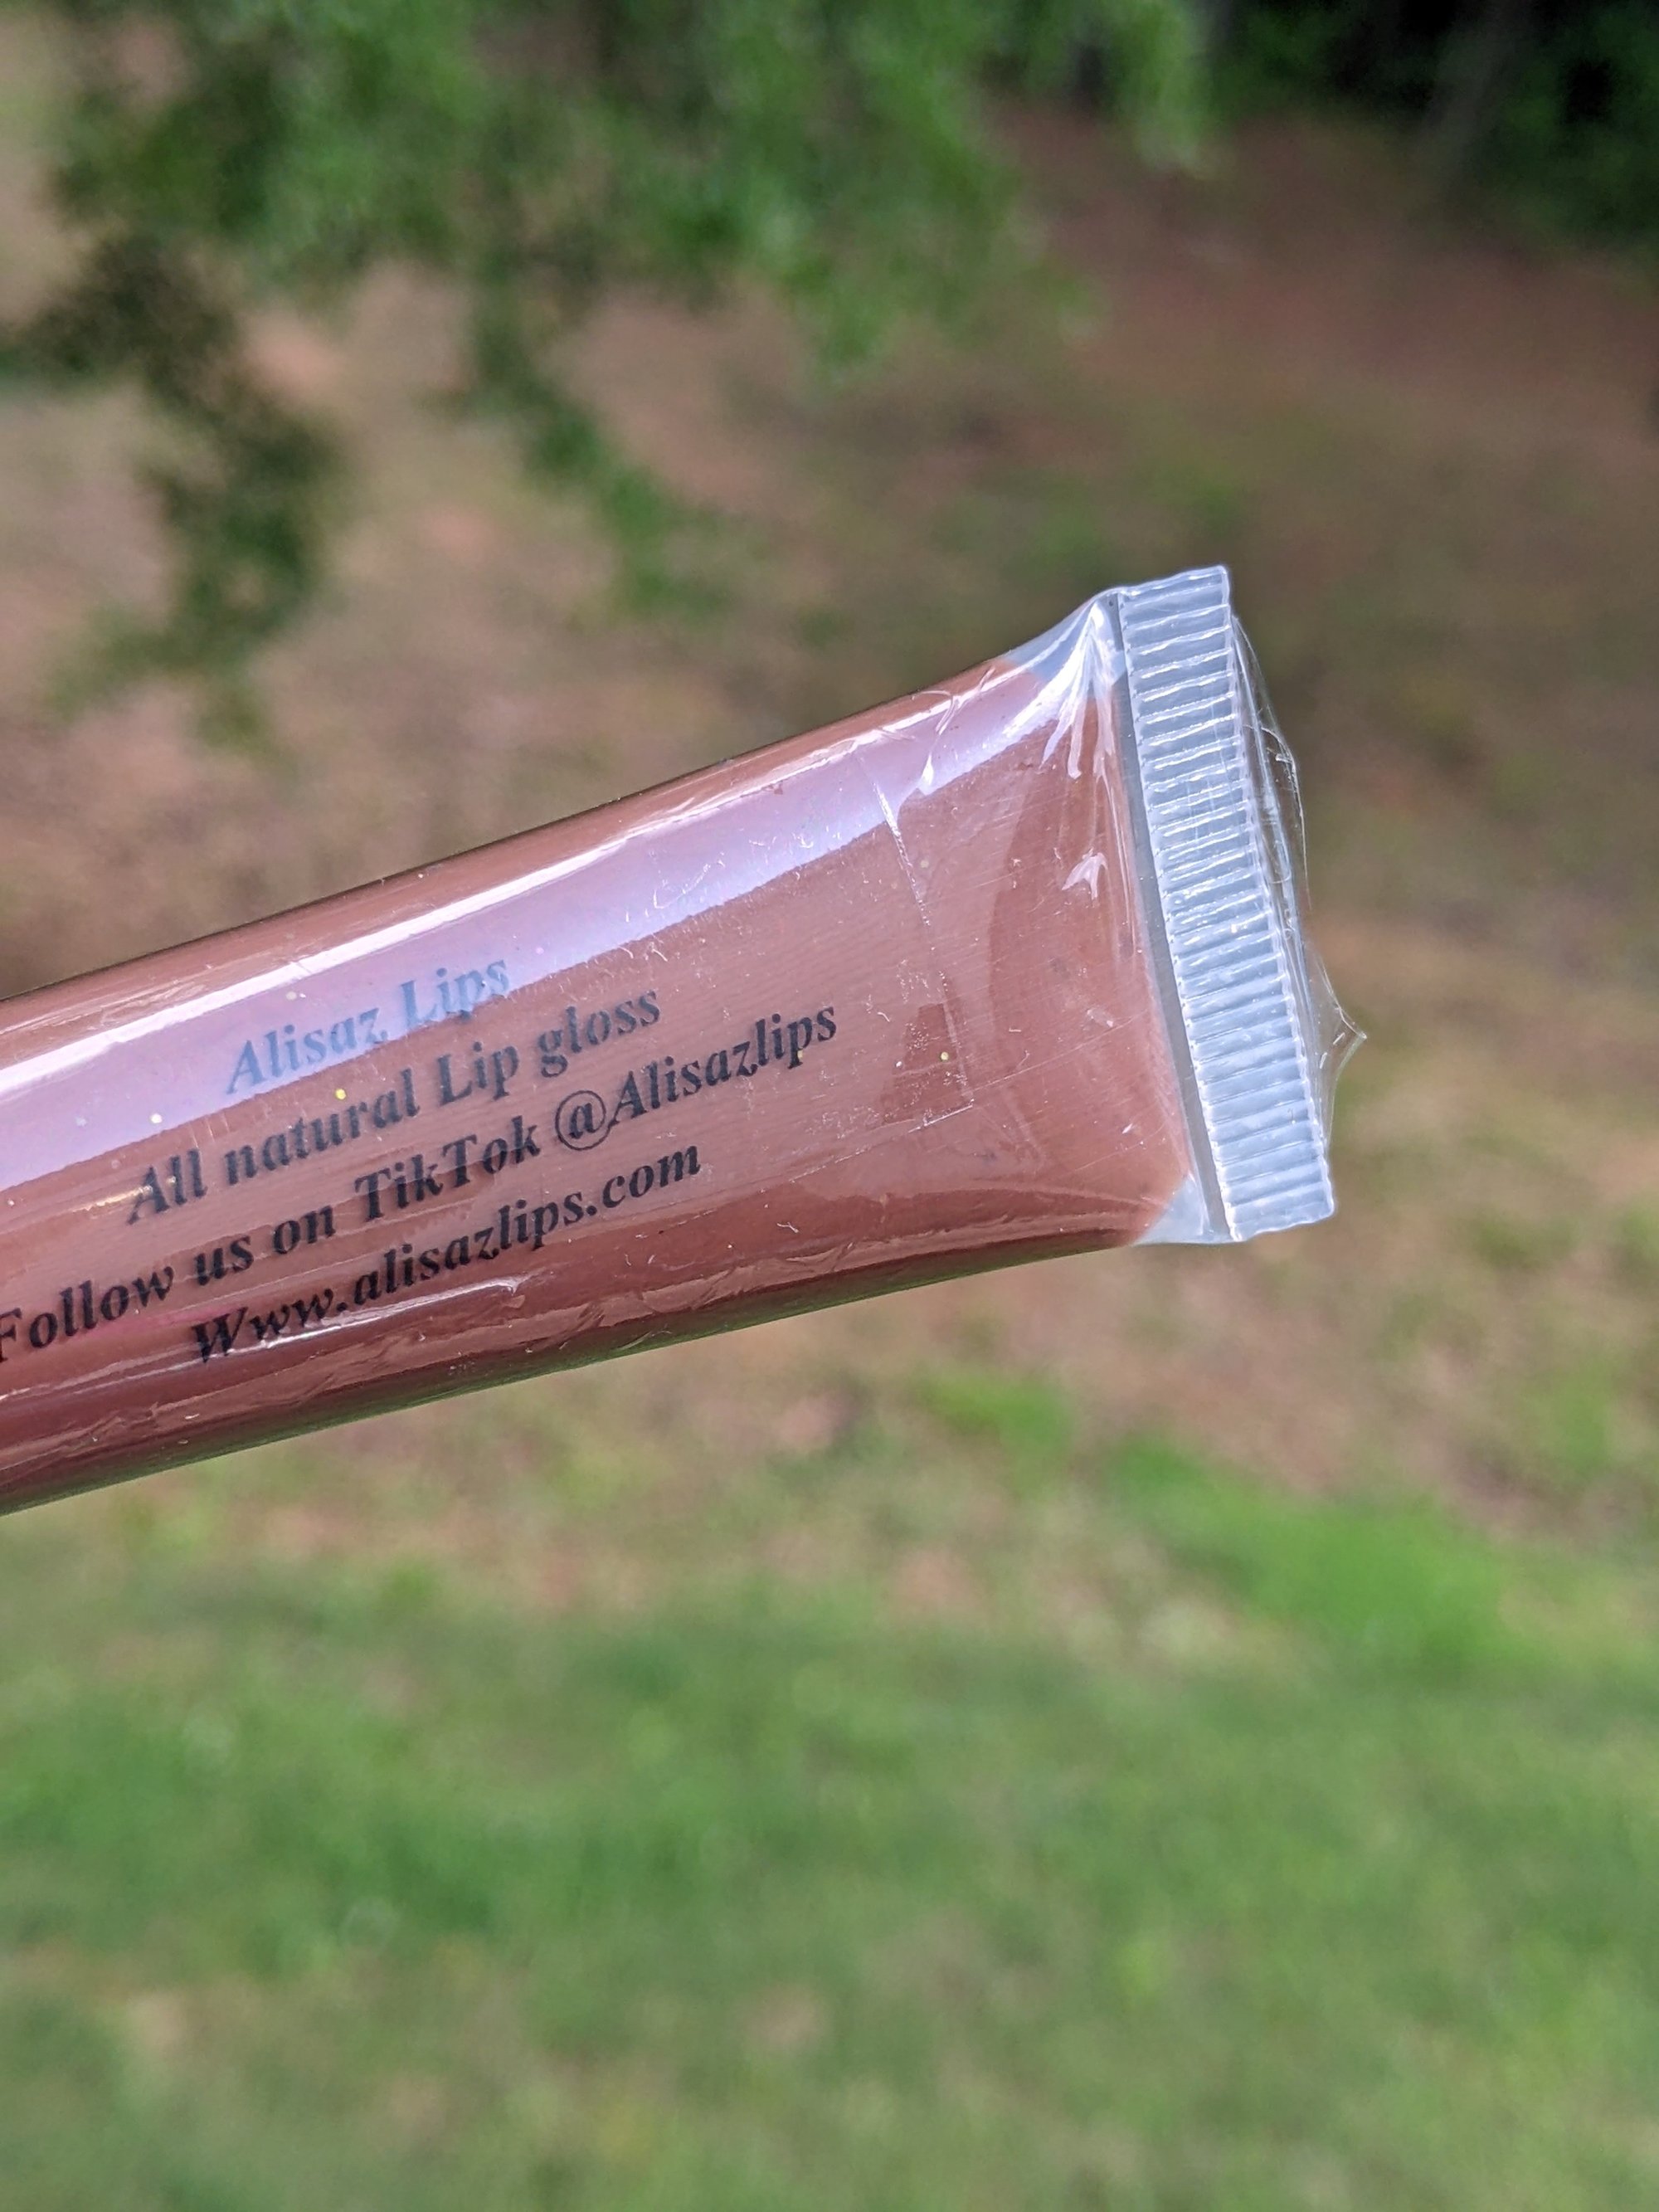 Alisaz Lips
All natural Lip gloss
Follow us on TikTok @Alisazlips
Www.alisazlips.com